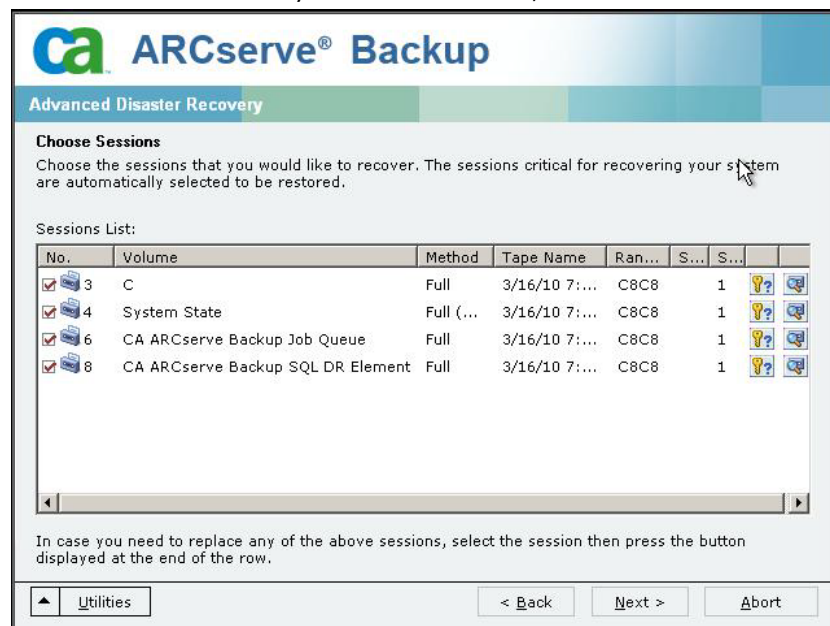 ca ARCserve® Backup
Advanced Disaster Recovery
Choose Sessions
Choose the sessions that you would like to recover. The sessions critical for recovering your system
are automatically selected to be restored.
Sessions List:
No. Volume Method Tape Name Ran... S... S...
3 C Full 3/16/10 7:... C8C8 1
4 System State Full (... 3/16/10 7:... C8C8 1
6 CA ARCserve Backup Job Queue Full 3/16/10 7:... C8C8 1
8 CA ARCserve Backup SQL DR Element Full 3/16/10 7:... C8C8 1
In case you need to replace any of the above sessions, select the session then press the button
displayed at the end of the row.
Utilities < Back Next > Abort